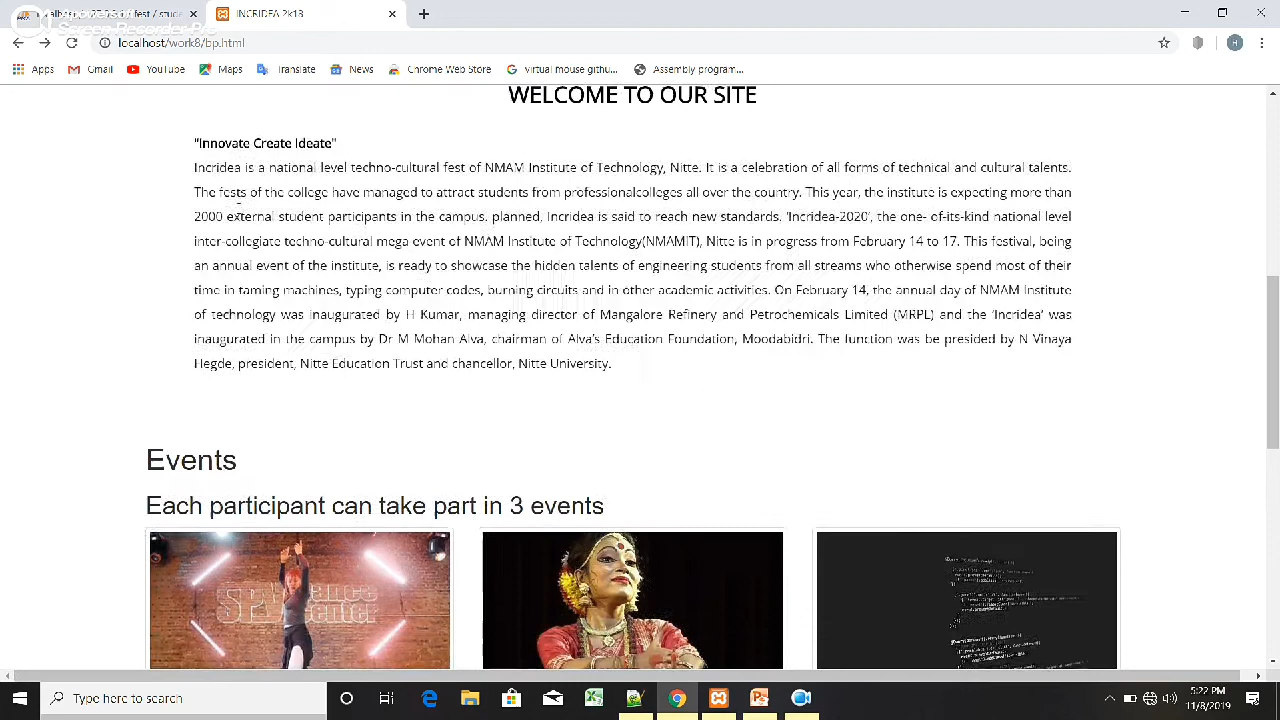 INCRIDEA 2k18
Screen Recorder Pro
localhost/work8/bp.html
Apps Gmail YouTube Maps Translate News Chrome Web Store virtual mouse githu... Assembly program...
WELCOME TO OUR SITE
"Innovate Create Ideate"
Incridea is a national level techno-cultural fest of NMAM Institute of Technology, Nitte. It is a celebration of all forms of technical and cultural talents.
The fests of the college have managed to attract students from professionalcolleges all over the country. This year, the institute is expecting more than
2000 external student participants in the campus. planned, Incridea is said to reach new standards. ‘Incridea-2020’, the one- of-its-kind national level
inter-collegiate techno-cultural mega event of NMAM Institute of Technology(NMAMIT), Nitte is in progress from February 14 to 17. This festival, being
an annual event of the institute, is ready to showcase the hidden talents of engineering students from all streams who otherwise spend most of their
time in taming machines, typing computer codes, burning circuits and in other academic activities. On February 14, the annual day of NMAM Institute
of technology was inaugurated by H Kumar, managing director of Mangalore Refinery and Petrochemicals Limited (MRPL) and the ‘Incridea’ was
inaugurated in the campus by Dr M Mohan Alva, chairman of Alva’s Education Foundation, Moodabidri. The function was be presided by N Vinaya
Hegde, president, Nitte Education Trust and chancellor, Nitte University.
Events
Each participant can take part in 3 events
Type here to search
5:22 PM
11/8/2019